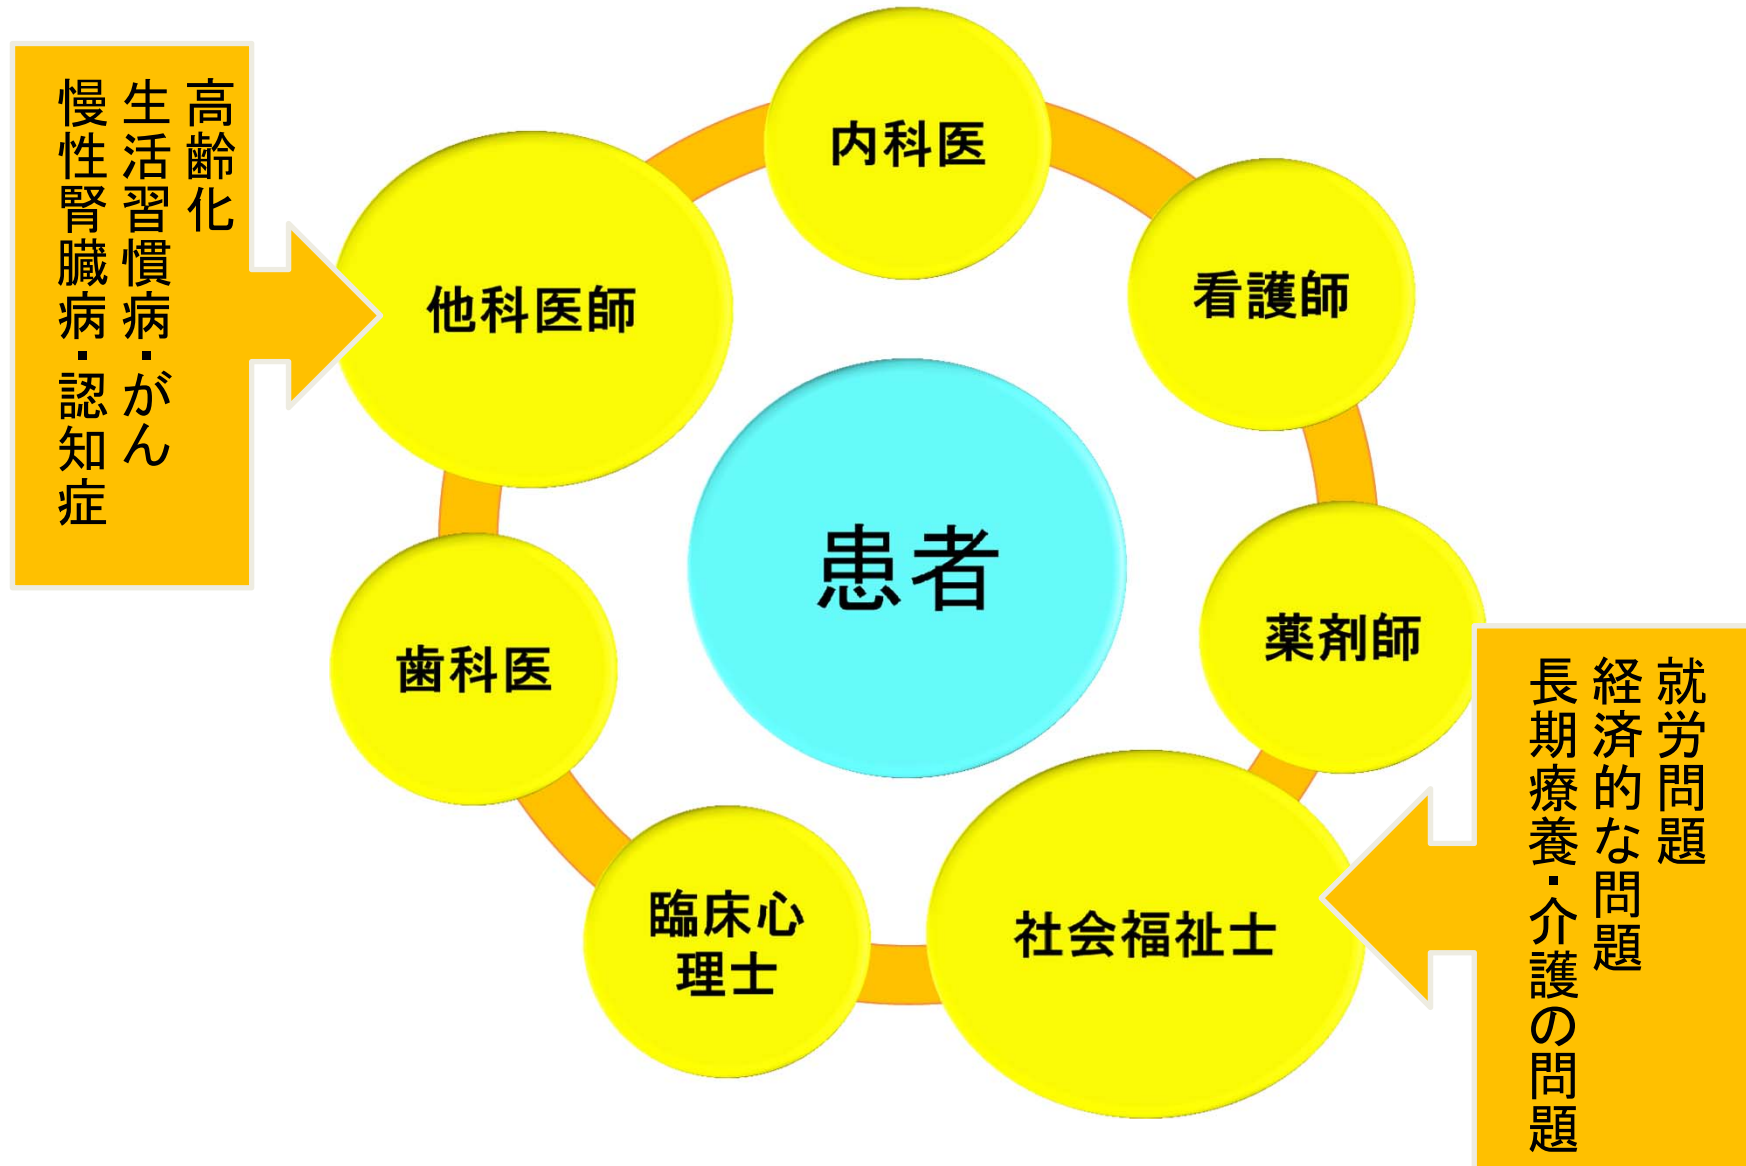 高齢化
生活習慣病・がん
慢性腎臓病・認知症
内科医
他科医師
看護師
患者
薬剤師
歯科医
臨床心
理士
社会福祉士
就労問題
経済的な問題
長期療養・介護の問題